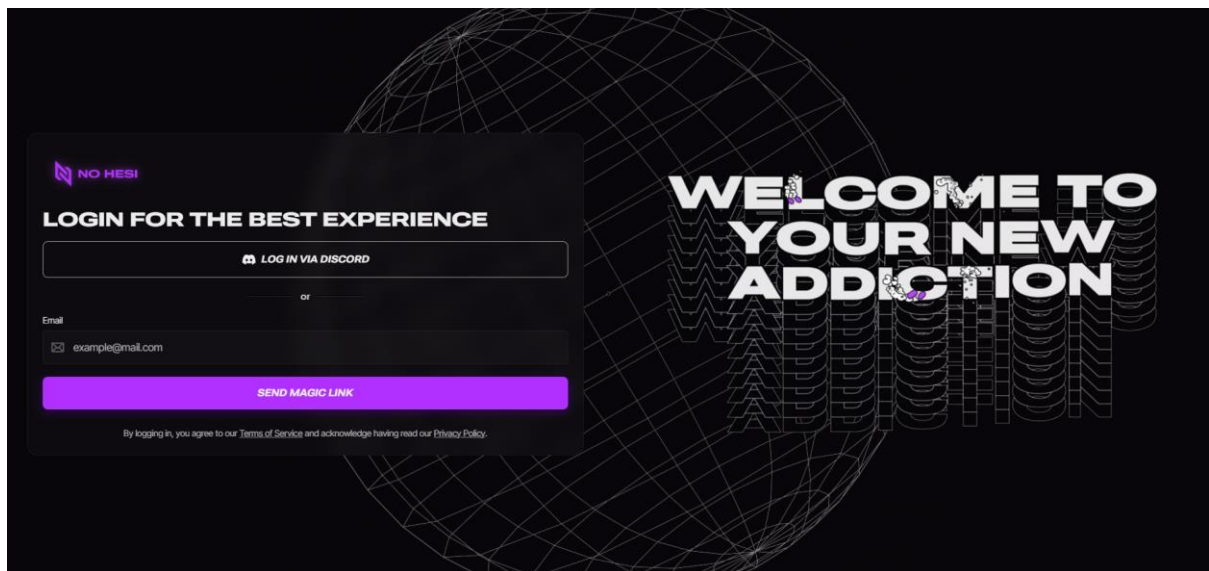 NO HESI
LOGIN FOR THE BEST EXPERIENCE
LOG IN VIA DISCORD
or
Email
example@mail.com
SEND MAGIC LINK
By logging in, you agree to our Terms of Service and acknowledge having read our Privacy Policy.
WELCOME TO
YOUR NEW
ADDICTION